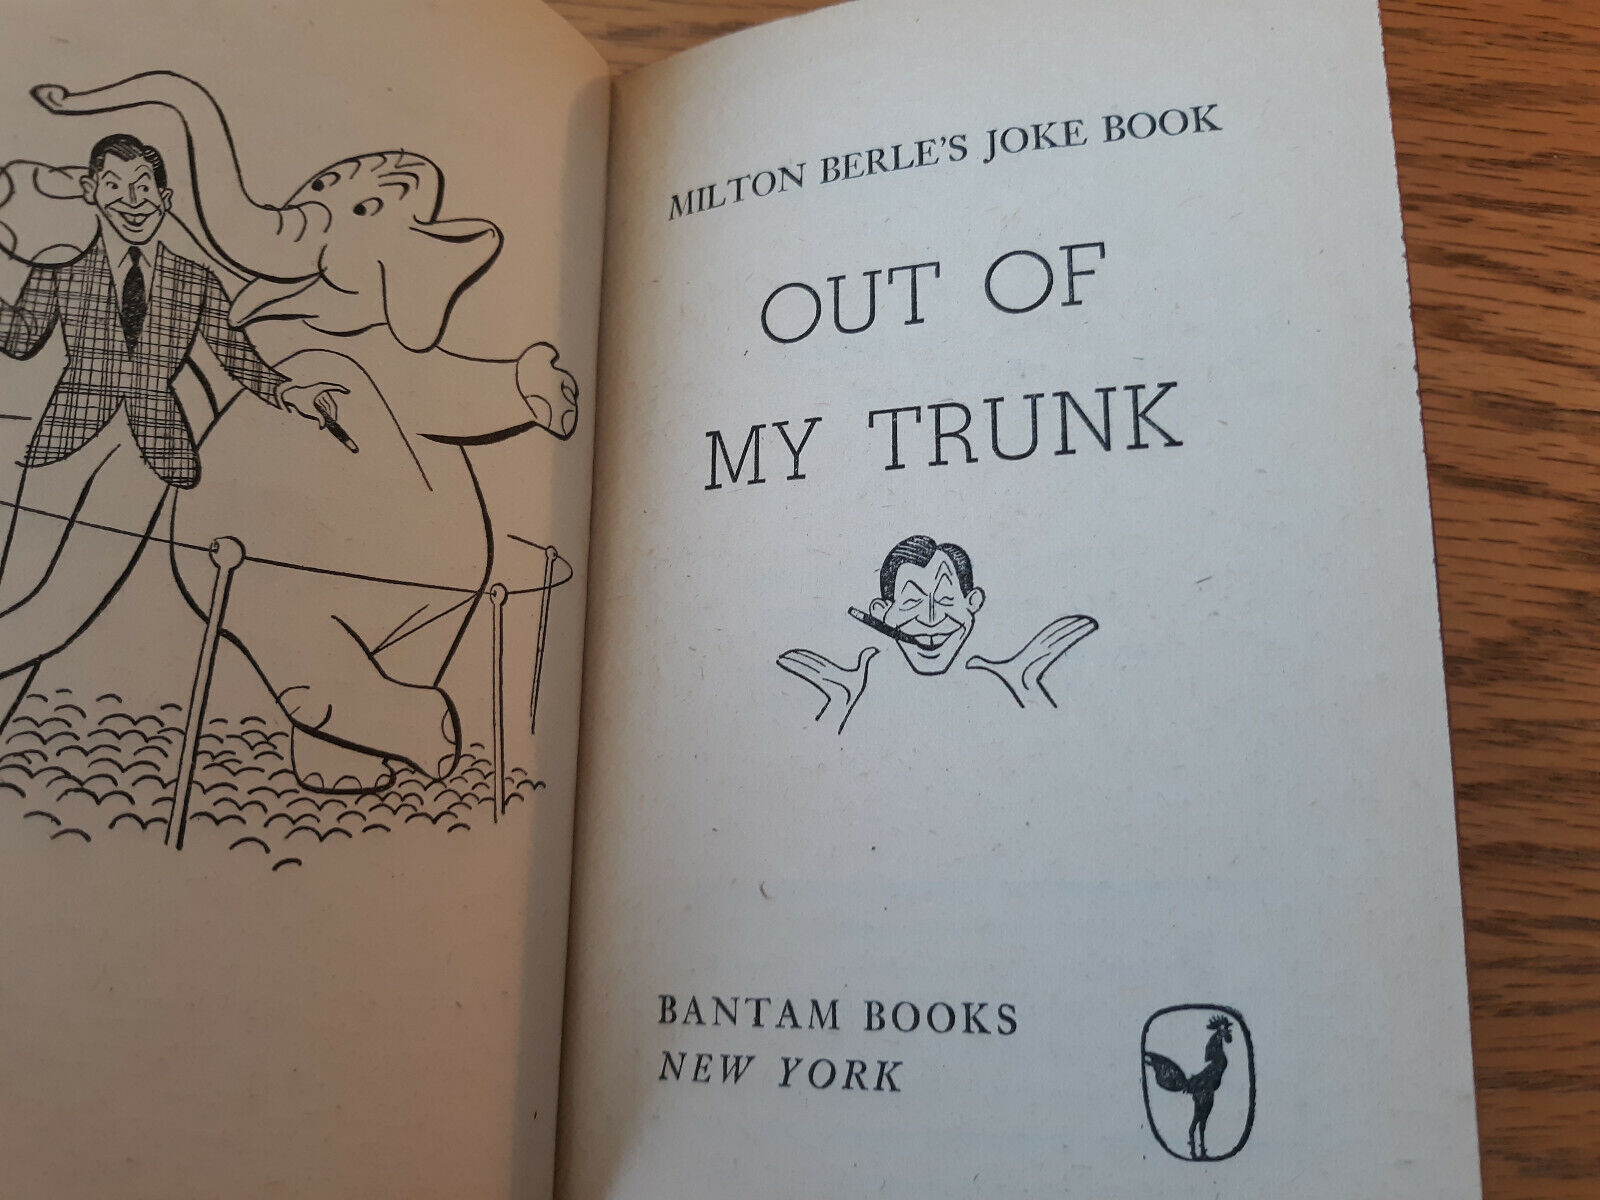 MILTON BERLE'S JOKE BOOK
OUT OF
MY TRUNK
BANTAM BOOKS
NEW YORK